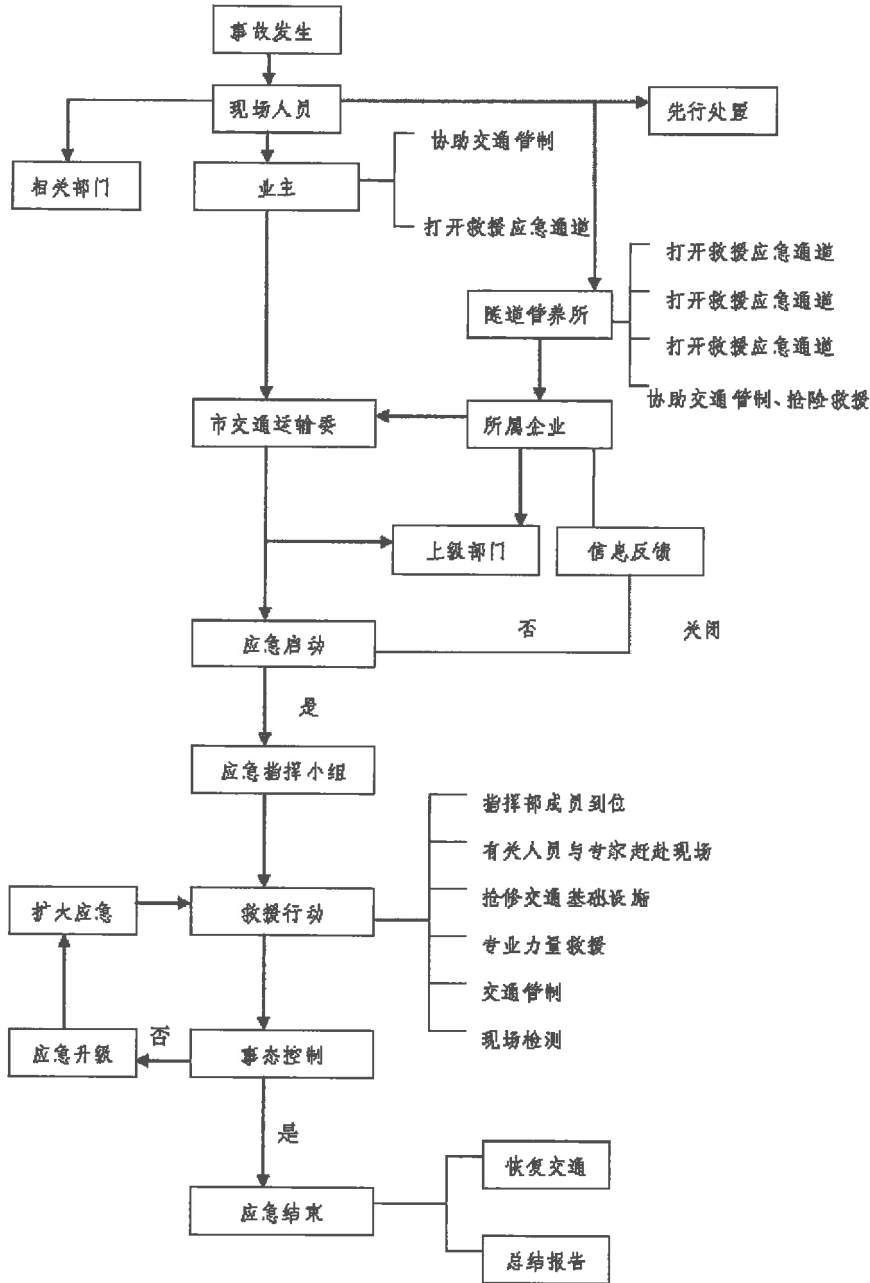 事故发生
现场人员
先行处置
相关部门
业主
协助交通管制
打开救援应急通道
隧道管养所
打开救援应急通道
打开救援应急通道
打开救援应急通道
协助交通管制、抢险救援
市交通运输委
所属企业
上级部门
信息反馈
应急启动
否
关闭
是
应急指挥小组
指挥部成员到位
有关人员与专家赶赴现场
抢修交通基础设施
专业力量救援
交通管制
现场检测
扩大应急
救援行动
应急升级
否
事态控制
是
应急结束
恢复交通
总结报告